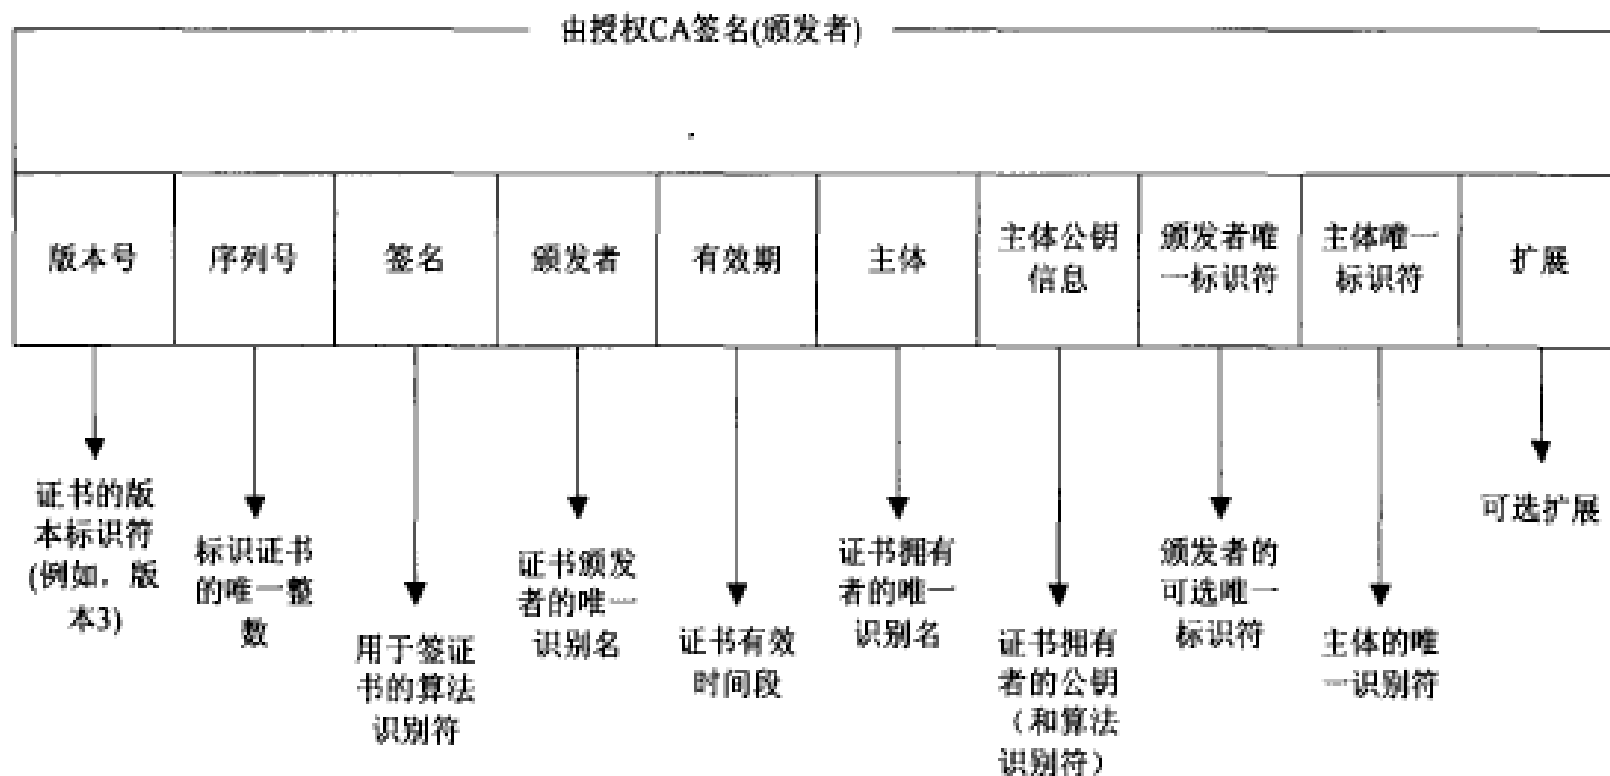 由授权CA签名(颁发者)
版本号
序列号
签名
颁发者
有效期
主体
主体公钥
信息
颁发者唯
一标识符
主体唯一
标识符
扩展
证书的版
本标识符
(例如，版
本3)
标识证书
的唯一整
数
用于签证
书的算法
识别符
证书颁发
者的唯一
识别名
证书有效
时间段
证书拥有
者的唯一
识别名
证书拥有
者的公钥
（和算法
识别符）
颁发者的
可选唯一
标识符
主体的唯
一识别符
可选扩展